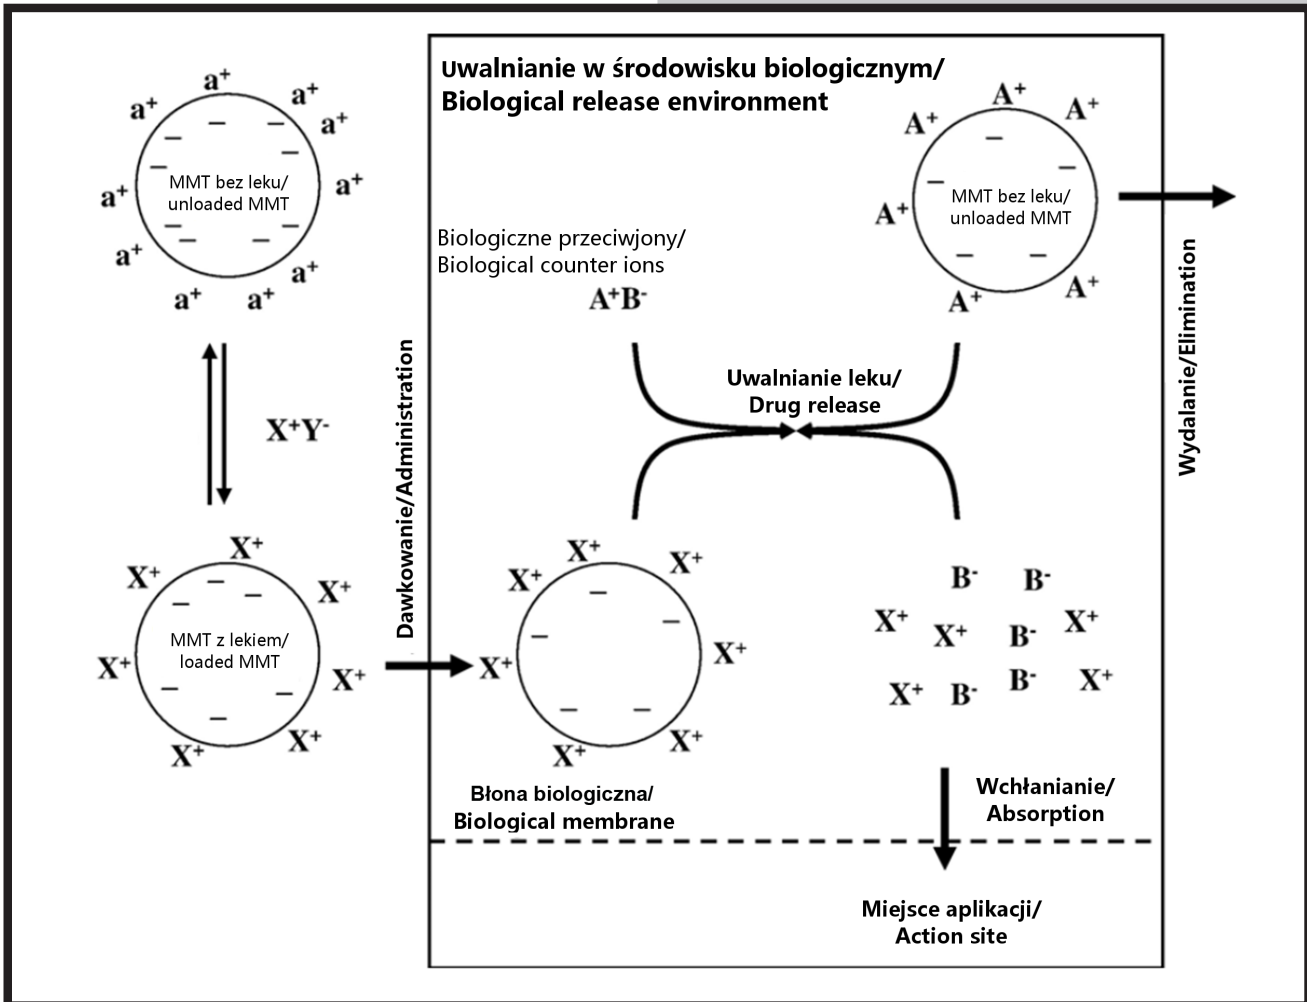 Uwalnianie w środowisku biologicznym/
Biological release environment
a⁺
a⁺
a⁺
a⁺
a⁺
a⁺
a⁺
a⁺
a⁺
a⁺
MMT bez leku/
unloaded MMT
X⁺Y⁻
X⁺
X⁺
X⁺
X⁺
X⁺
X⁺
X⁺
MMT z lekiem/
loaded MMT
Dawkowanie/Administration
Biologiczne przeciwjony/
Biological counter ions
A⁺B⁻
A⁺
A⁺
A⁺
A⁺
A⁺
A⁺
MMT bez leku/
unloaded MMT
Uwalnianie leku/
Drug release
Wydalanie/Elimination
X⁺
X⁺
X⁺
X⁺
X⁺
X⁺
X⁺
B⁻ B⁻
X⁺ X⁺ B⁻ X⁺
X⁺ B⁻ B⁻ X⁺
Błona biologiczna/
Biological membrane
Wchłanianie/
Absorption
Miejsce aplikacji/
Action site